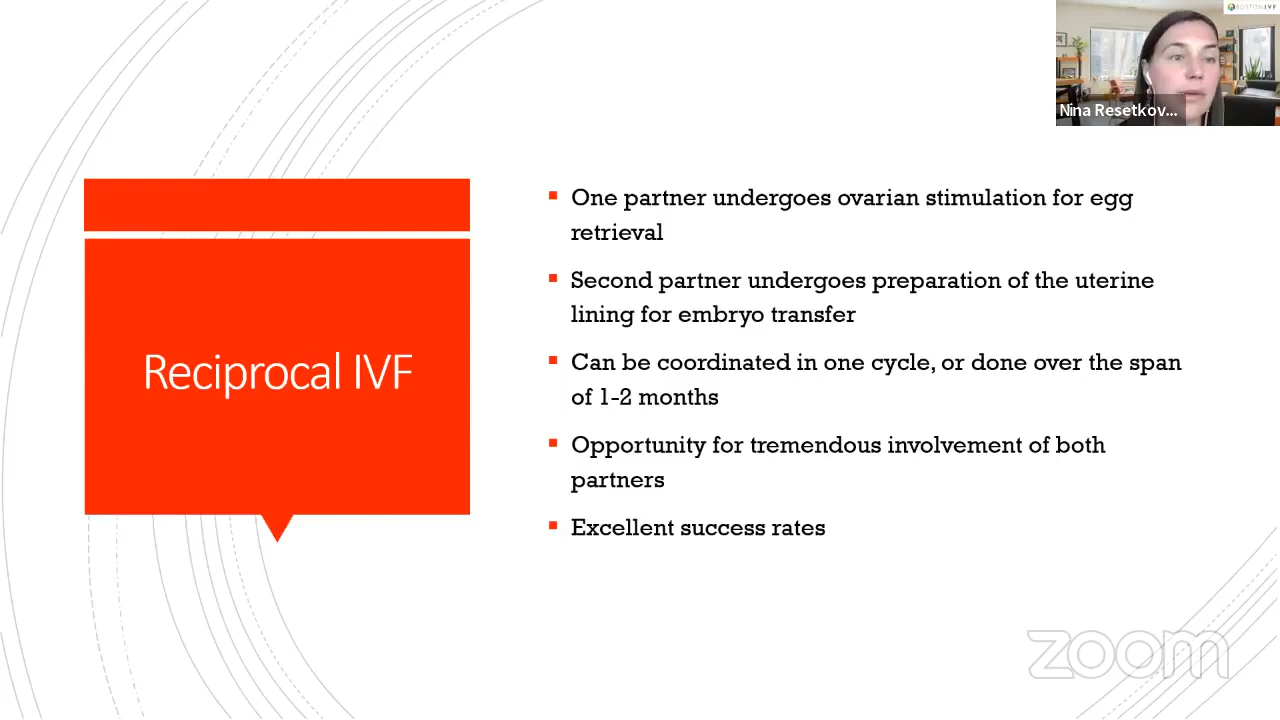 BOSTON IVF
Nina Resetkov...
One partner undergoes ovarian stimulation for egg
retrieval
Second partner undergoes preparation of the uterine
lining for embryo transfer
Can be coordinated in one cycle, or done over the span
of 1-2 months
Opportunity for tremendous involvement of both
partners
Excellent success rates
Reciprocal IVF
zoom